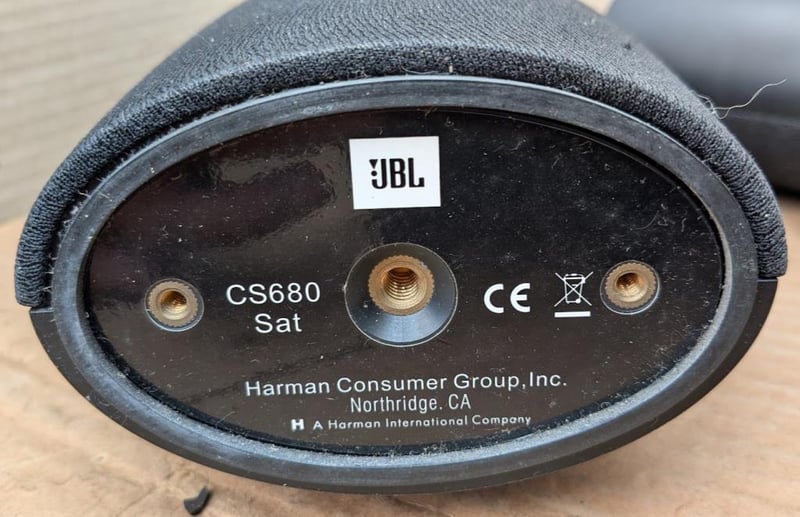 JBL
CS680
Sat
CE
Harman Consumer Group, Inc.
Northridge. CA
H A Harman International Company